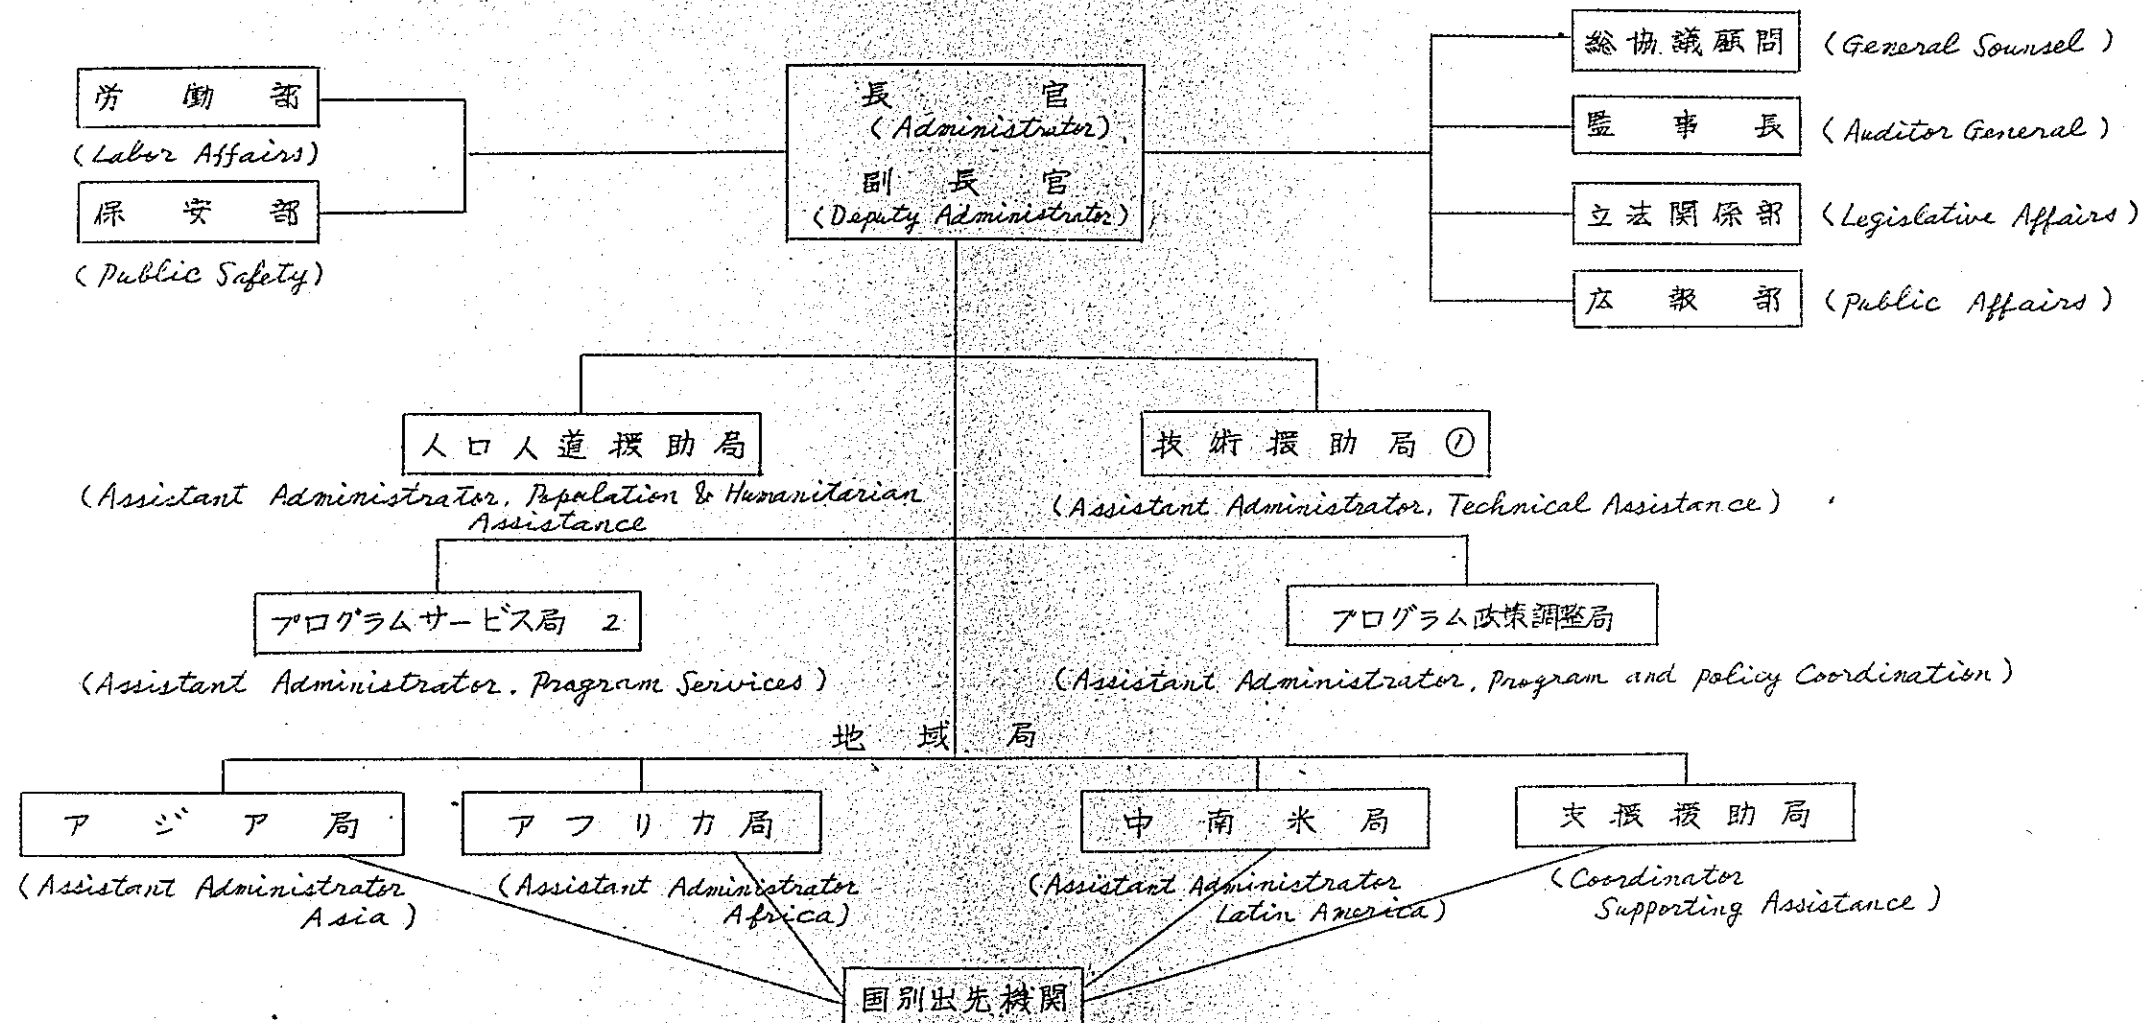 総協議顧問 (General Sounsel)
労働部
(Labor Affairs)
長官
(Administrator)
監事長 (Auditor General)
保安部
(Public Safety)
副長官
(Deputy Administrator)
立法関係部 (Legislative Affairs)
広報部 (Public Affairs)
人口人道援助局
(Assistant Administrator, Population & Humanitarian
Assistance
技術援助局 ①
(Assistant Administrator, Technical Assistance)
プログラムサービス局 2
(Assistant Administrator. Program Services)
プログラム政策調整局
(Assistant Administrator, Program and policy Coordination)
地域局
アジア局
(Assistant Administrator
Asia)
アフリカ局
(Assistant Administrator
Africa)
中南米局
(Assistant Administrator
Latin America)
支援援助局
(Coordinator
Supporting Assistance)
国別出先機関